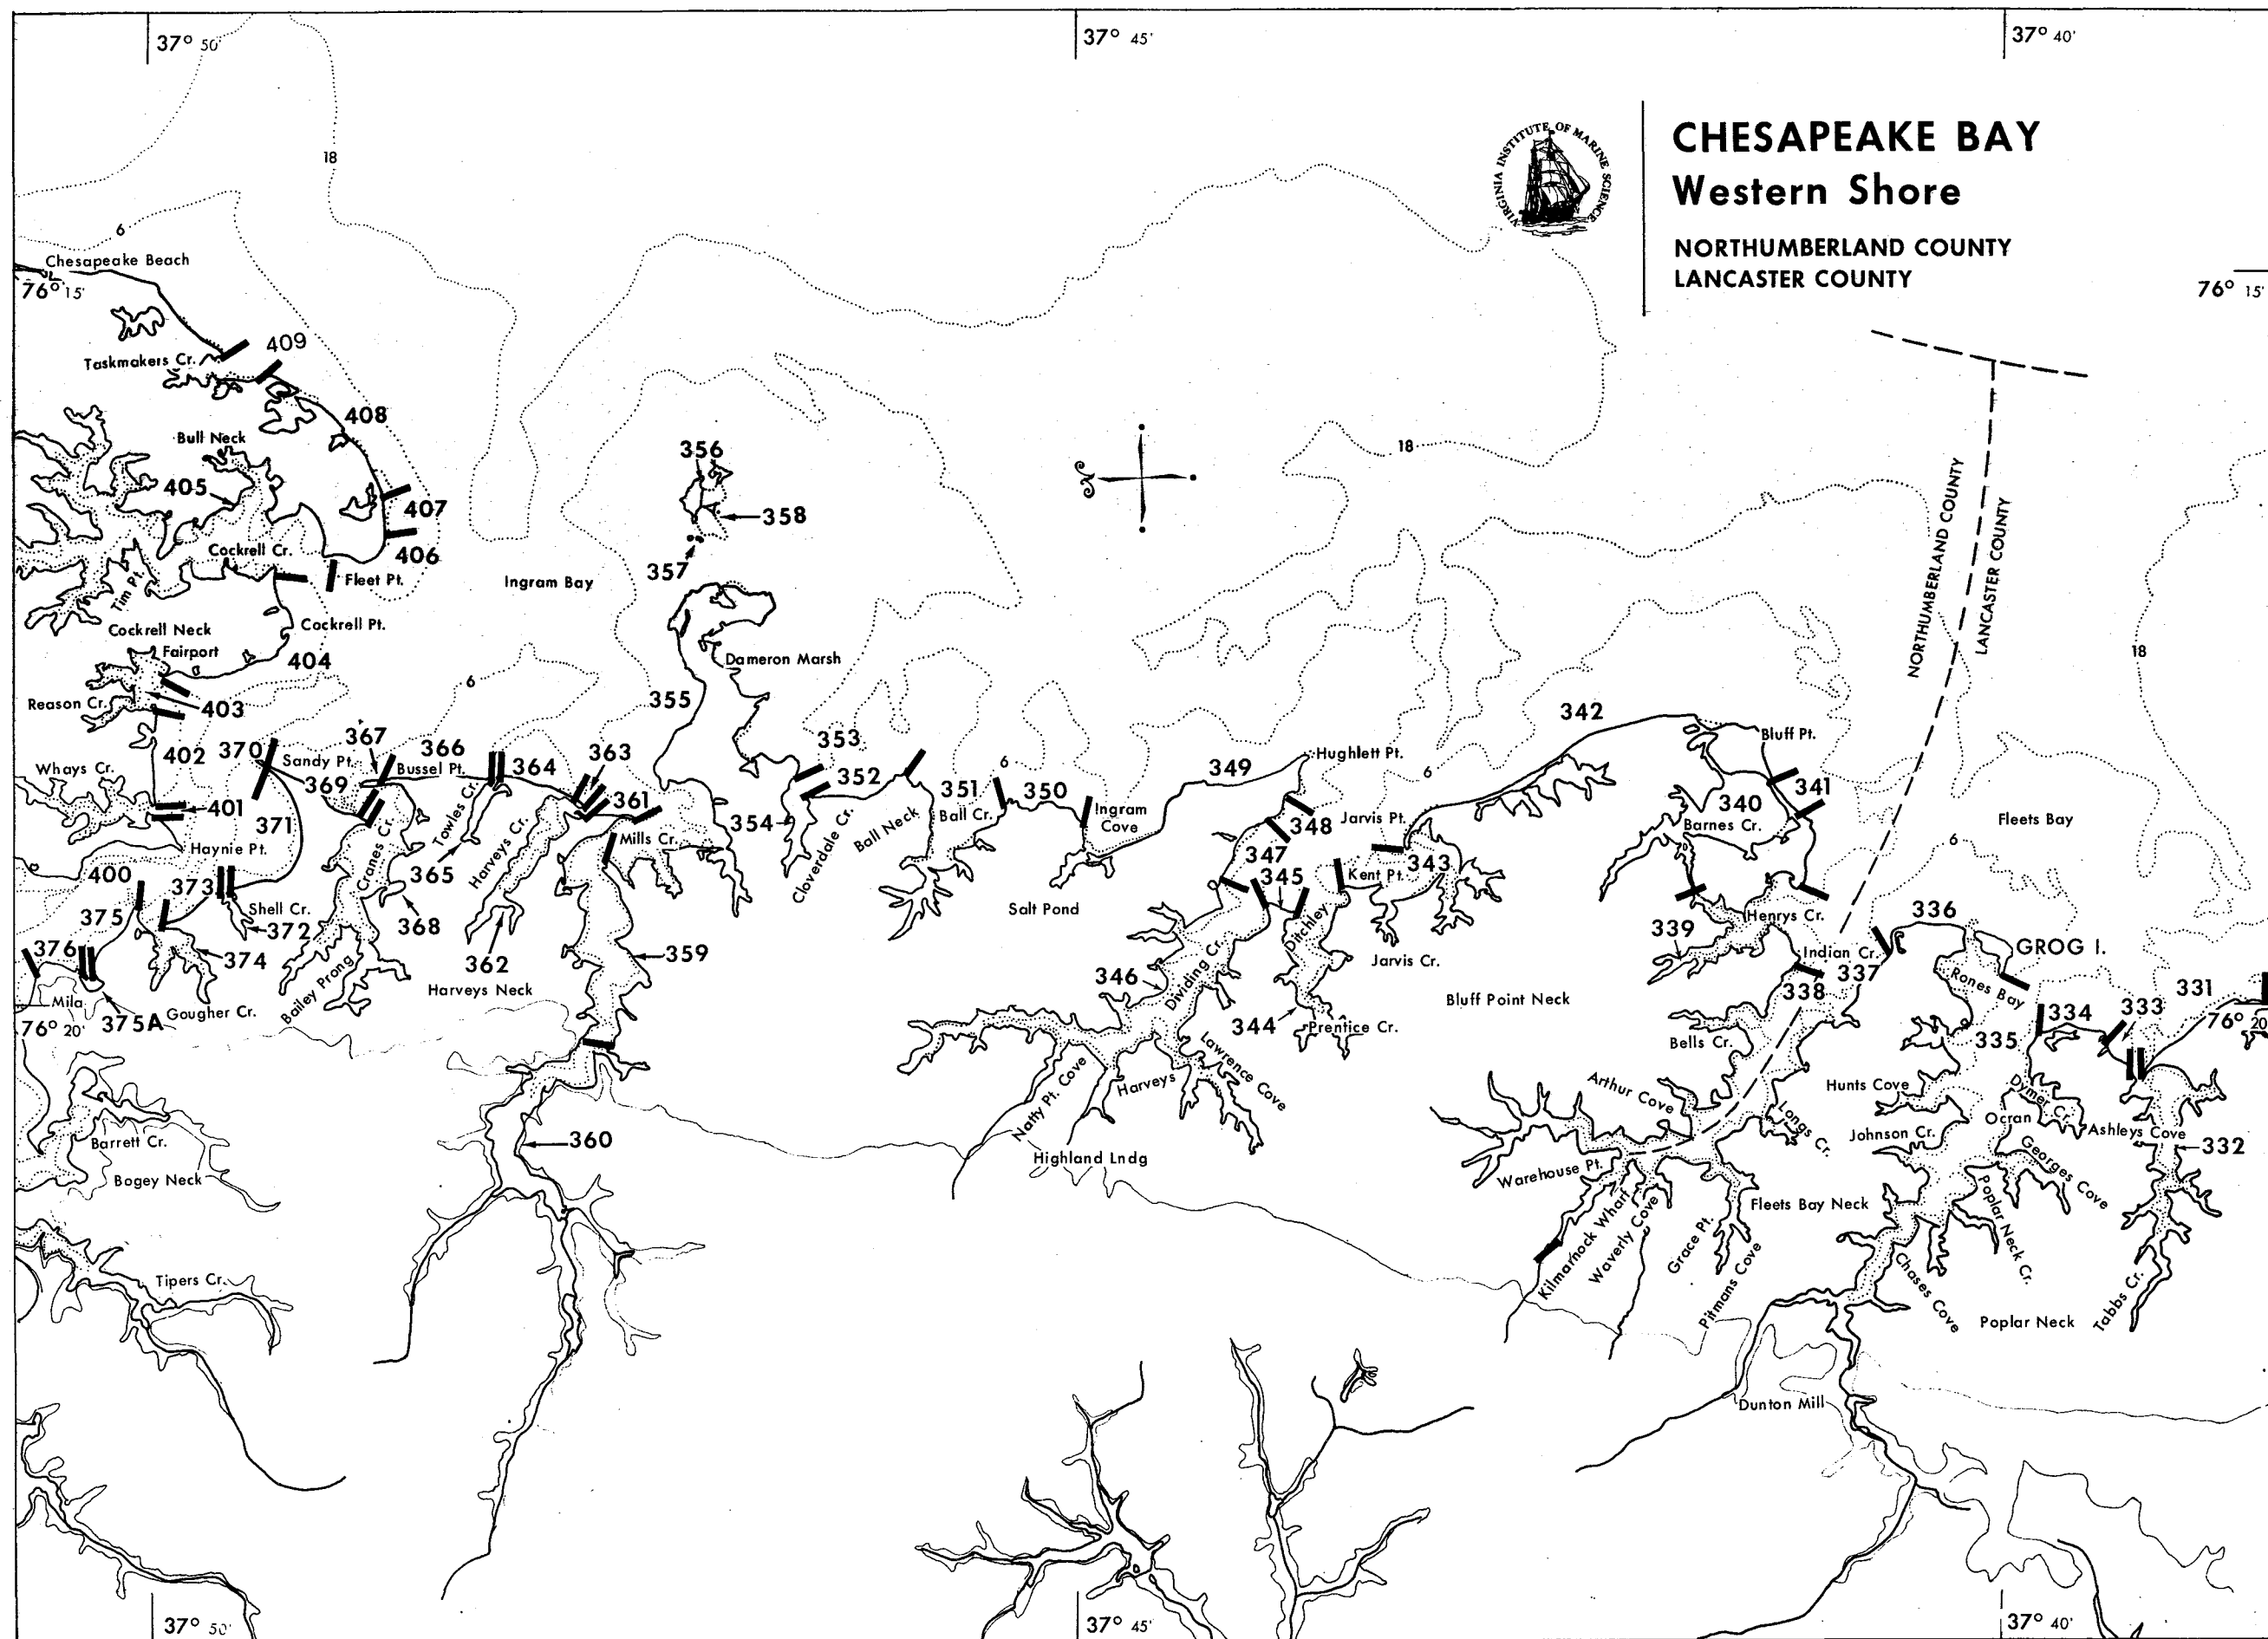 37° 50'
37° 45'
37° 40'
VIRGINIA INSTITUTE OF MARINE SCIENCE
CHESAPEAKE BAY
Western Shore
NORTHUMBERLAND COUNTY
LANCASTER COUNTY
18
6
Chesapeake Beach
76° 15'
76° 15'
409
Taskmakers Cr.
408
Bull Neck
405
407
406
Cockrell Cr.
Fleet Pt.
Tim Pt.
Cockrell Neck
Cockrell Pt.
Fairport
404
Reason Cr.
403
402
Whays Cr.
401
Haynie Pt.
400
356
358
357
Ingram Bay
Dameron Marsh
355
6
18
NORTHUMBERLAND COUNTY
LANCASTER COUNTY
18
370
Sandy Pt.
369
371
367
366
Bussel Pt.
364
363
361
Mills Cr.
Towles Cr.
365
Harveys Cr.
Cranes Cr.
368
362
Harveys Neck
359
373
Shell Cr.
372
374
375
376
Mila
375A
Gougher Cr.
Bailey Prong
76° 20'
353
352
354
Cloverdale Cr.
Ball Neck
351
Ball Cr.
6
350
Ingram
Cove
Salt Pond
349
Hughlett Pt.
348
347
345
Jarvis Pt.
6
343
Kent Pt.
Ditchley
Jarvis Cr.
346
Dividing Cr.
344
Prentice Cr.
Lawrence Cove
Harveys
Natty Pt. Cove
Highland Lndg
Bluff Point Neck
342
Bluff Pt.
341
340
Barnes Cr.
339
Henrys Cr.
Indian Cr.
337
338
Bells Cr.
Arthur Cove
Warehouse Pt.
Kilmarnock Wharf
Waverly Cove
Grace Pt.
Pitmans Cove
Longs Cr.
Fleets Bay Neck
Fleets Bay
6
336
GROG I.
Rones Bay
335
334
333
331
76° 20'
Hunts Cove
Dymer Cr.
Ocran
Johnson Cr.
Ashleys Cove
332
Georges Cove
Poplar Neck Cr.
Chases Cove
Poplar Neck
Tabbs Cr.
Dunton Mill
360
Barrett Cr.
Bogey Neck
Tipers Cr.
37° 50'
37° 45'
37° 40'